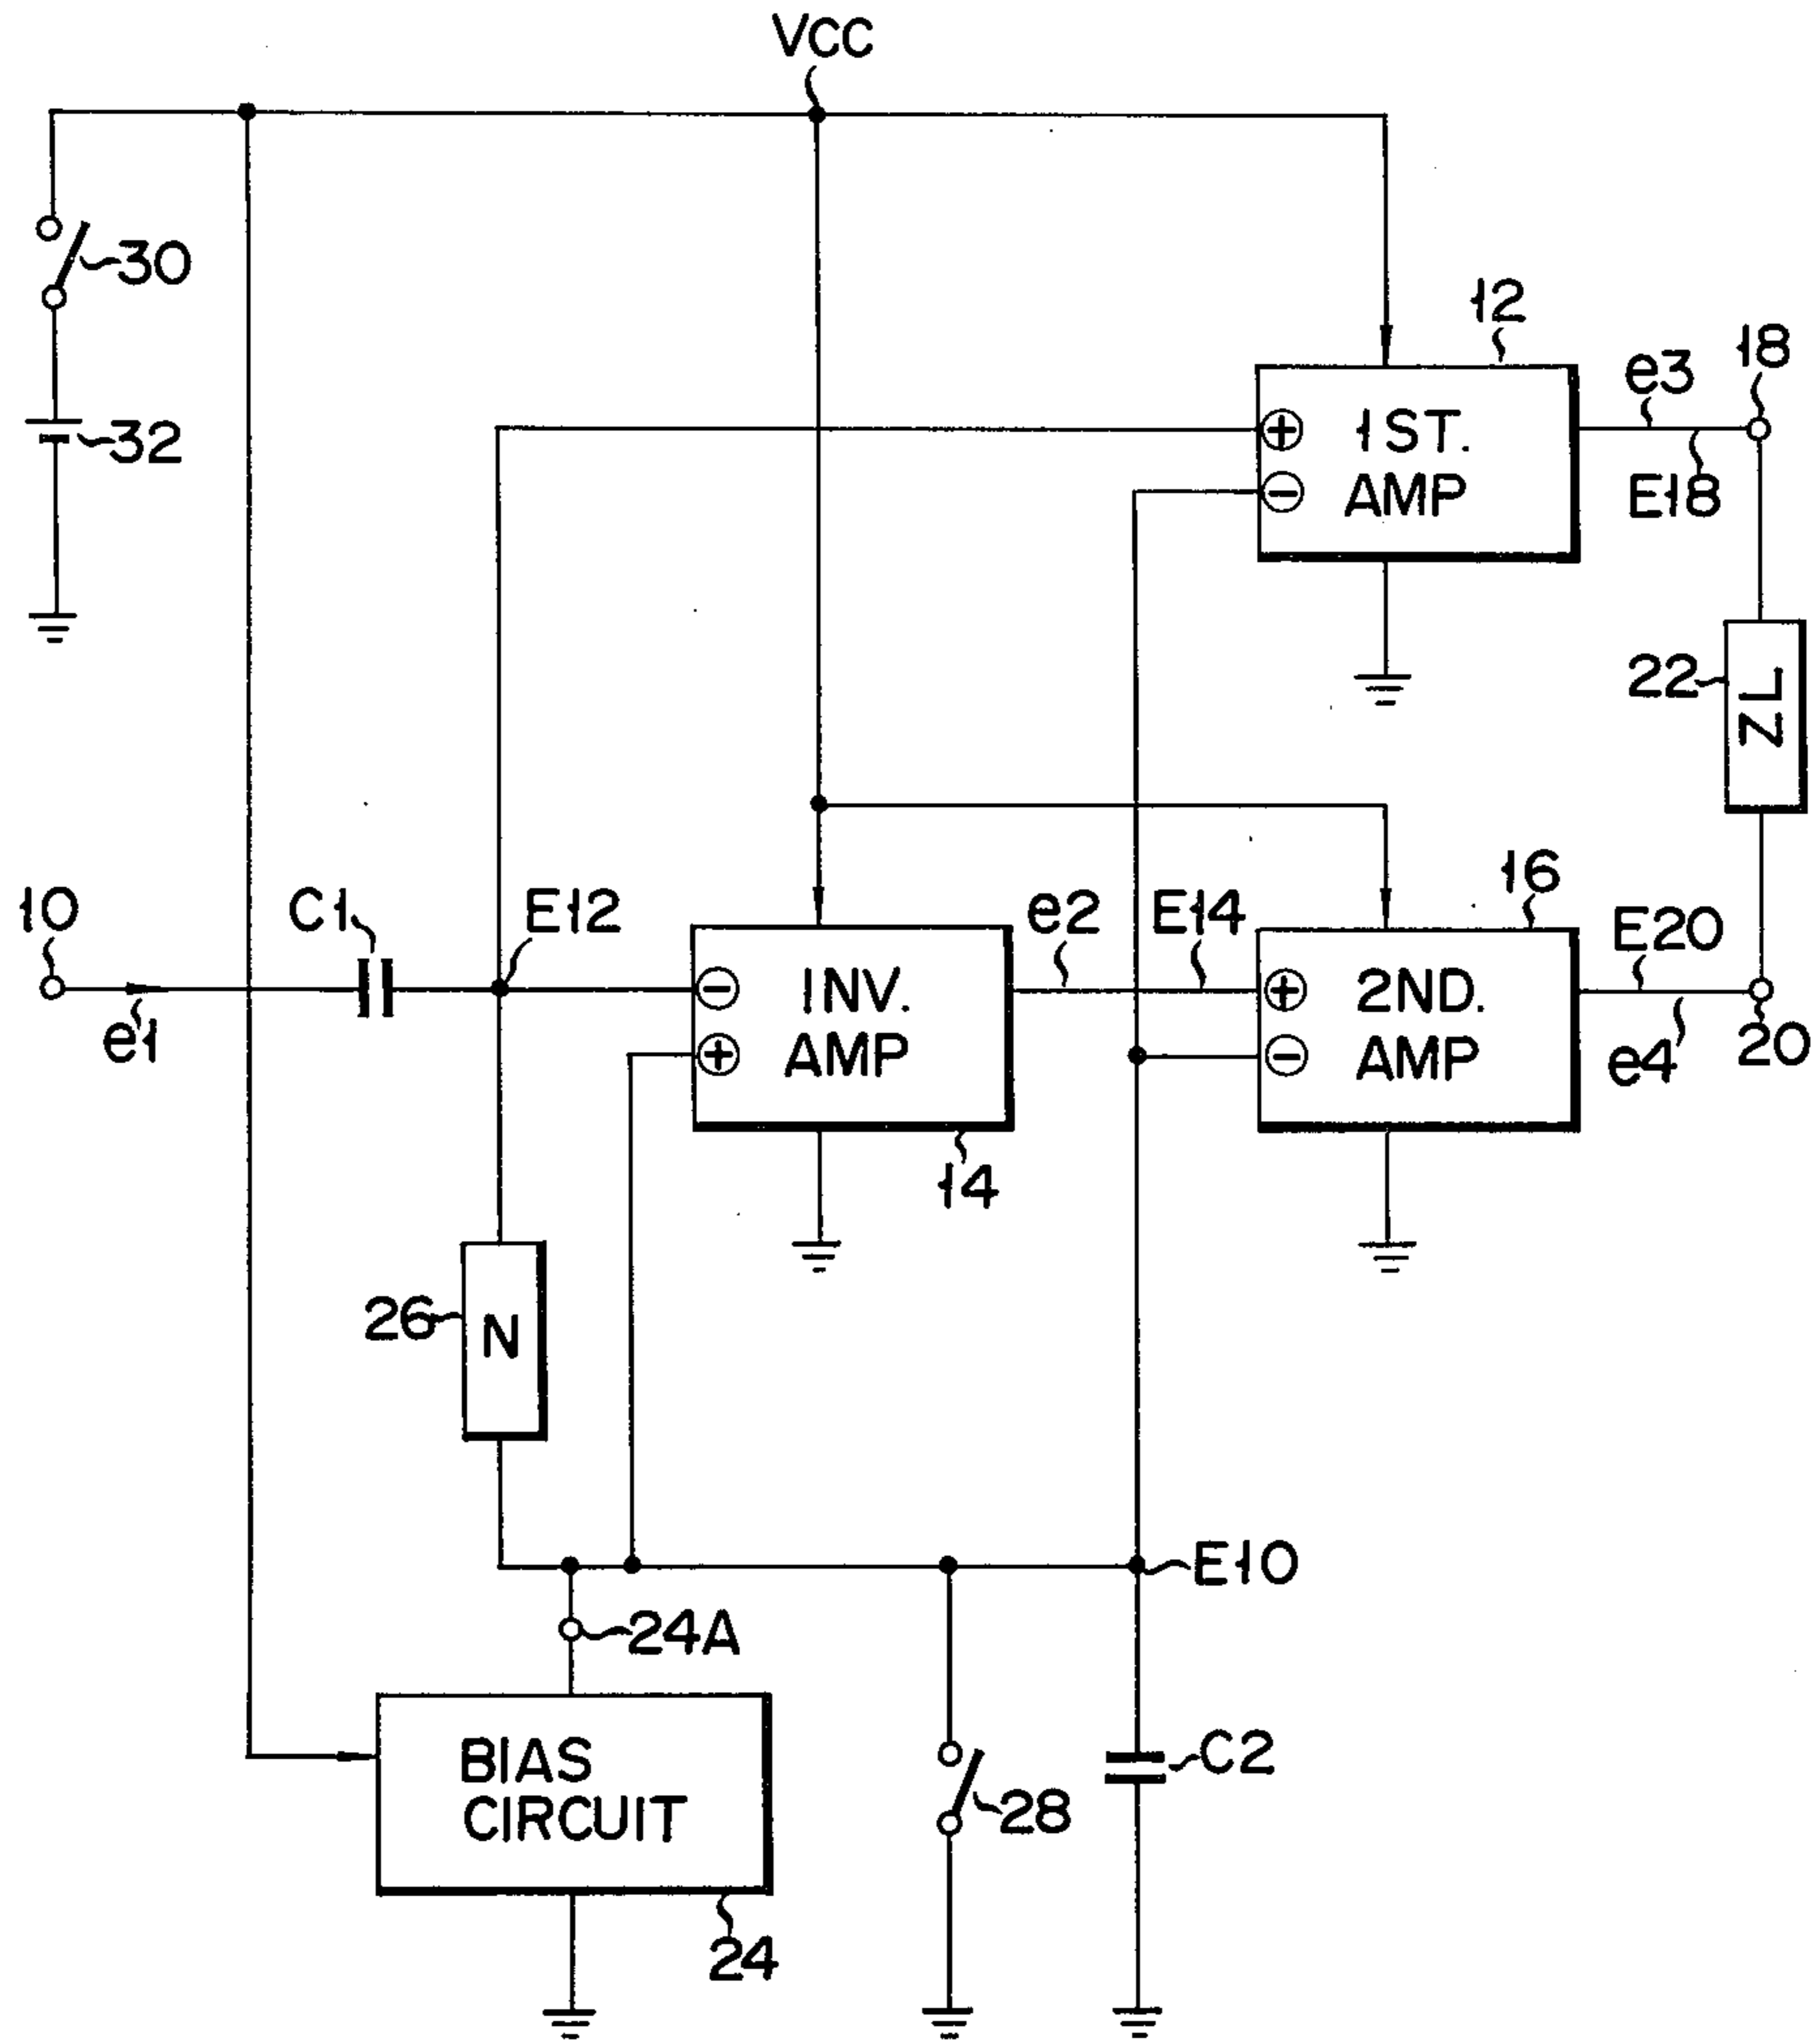 VCC
30
12
18
e3
32
1ST.
AMP
E18
22
ZL
16
10
C1
E12
e2
E14
E20
INV.
AMP
2ND.
AMP
e1
e4
20
14
26
N
E10
24A
BIAS
CIRCUIT
C2
28
24